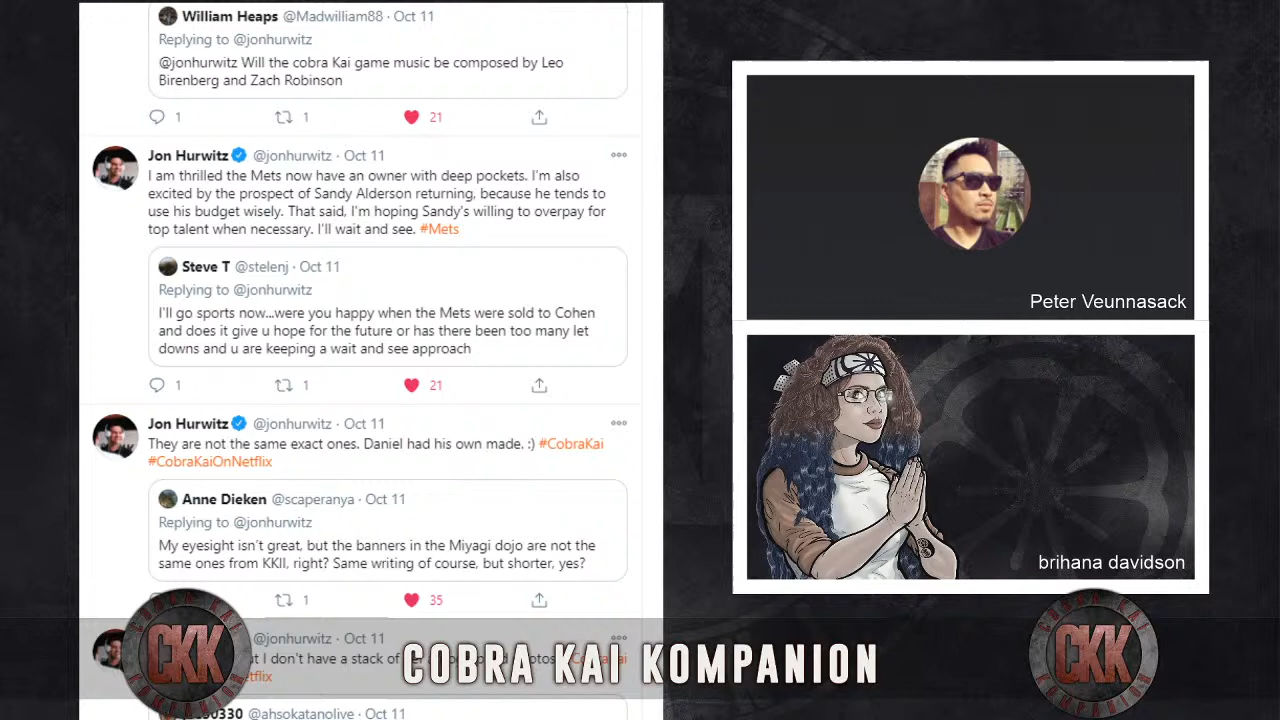 William Heaps @Madwilliam88 · Oct 11
Replying to @jonhurwitz
@jonhurwitz Will the cobra Kai game music be composed by Leo
Birenberg and Zach Robinson
1 1 21
Jon Hurwitz @jonhurwitz · Oct 11
I am thrilled the Mets now have an owner with deep pockets. I'm also
excited by the prospect of Sandy Alderson returning, because he tends to
use his budget wisely. That said, I'm hoping Sandy's willing to overpay for
top talent when necessary. I'll wait and see. #Mets
Steve T @stelenj · Oct 11
Replying to @jonhurwitz
I'll go sports now...were you happy when the Mets were sold to Cohen
and does it give u hope for the future or has there been too many let
downs and u are keeping a wait and see approach
1 1 21
Jon Hurwitz @jonhurwitz · Oct 11
They are not the same exact ones. Daniel had his own made. :) #CobraKai
#CobraKaiOnNetflix
Anne Dieken @scaperanya · Oct 11
Replying to @jonhurwitz
My eyesight isn't great, but the banners in the Miyagi dojo are not the
same ones from KKII, right? Same writing of course, but shorter, yes?
1 35
@jonhurwitz · Oct 11
I don't have a stack of
@ahsokatanolive · Oct 11
Peter Veunnasack
brihana davidson
COBRA KAI KOMPANION
CKK
COBRA KAI
KOMPANION
CKK
COBRA KAI
KOMPANION